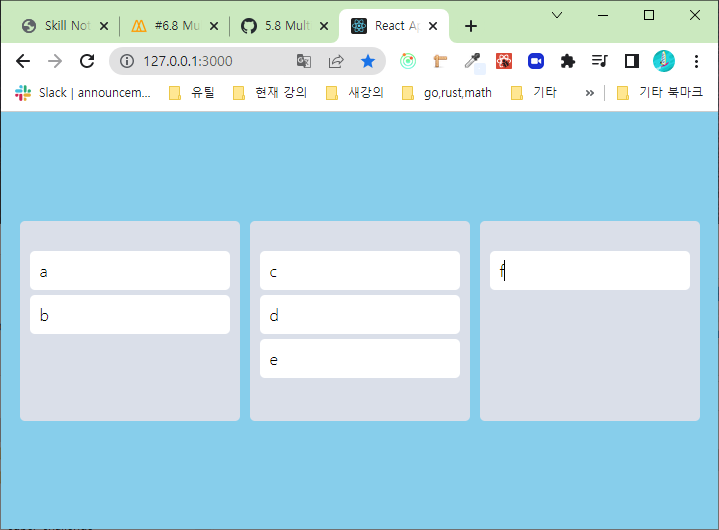 Skill Not
#6.8 Mu
5.8 Mult
React Ap
127.0.0.1:3000
Slack | announcem...
유틸
현재 강의
새강의
go,rust,math
기타
기타 북마크
a
b
c
d
e
f